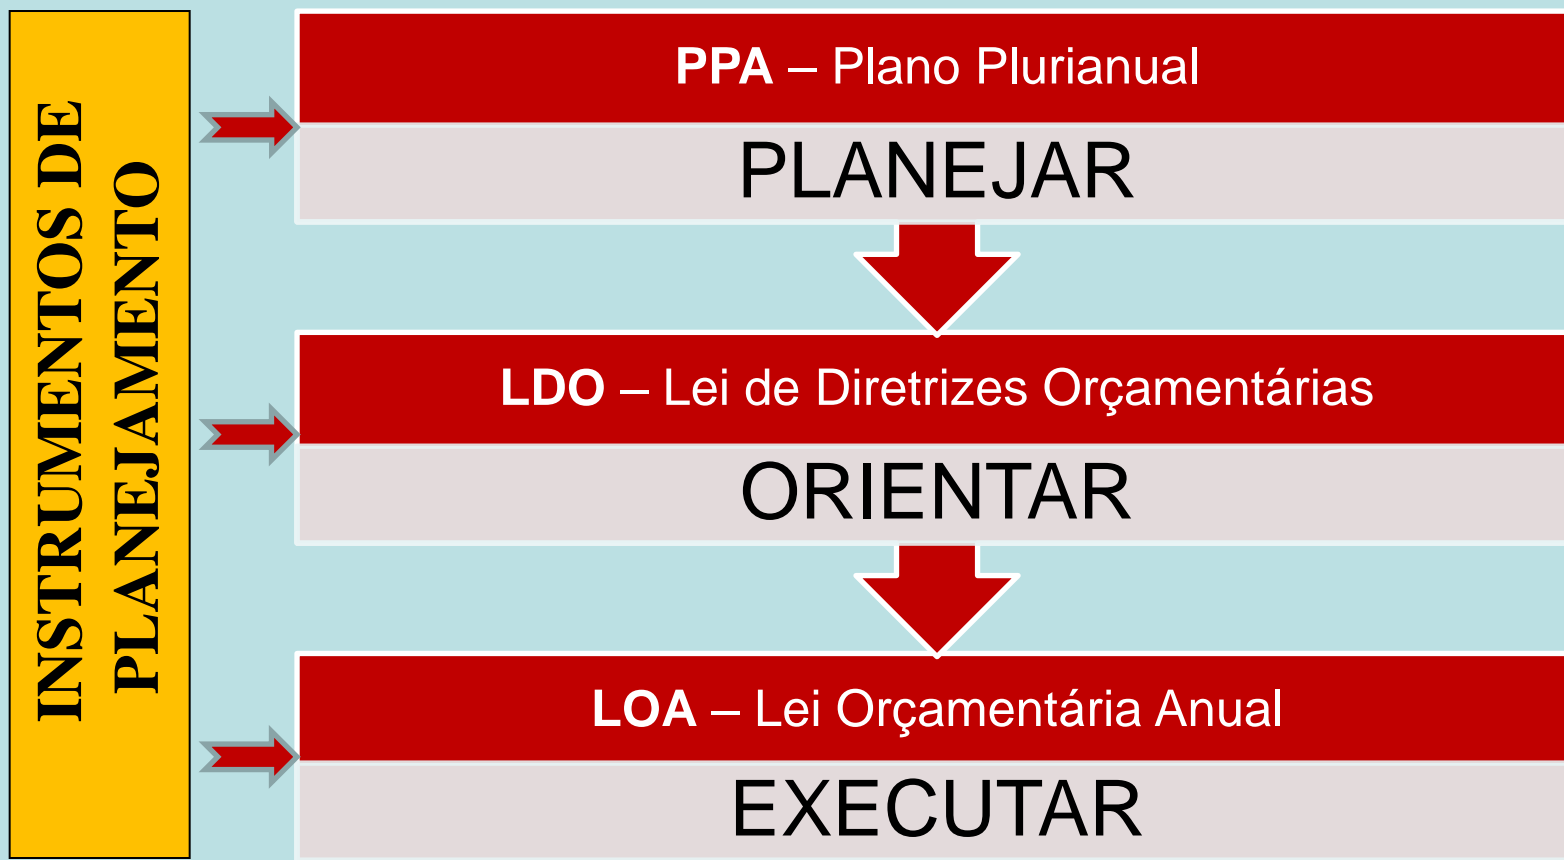 INSTRUMENTOS DE
PLANEJAMENTO
PPA – Plano Plurianual
PLANEJAR
LDO – Lei de Diretrizes Orçamentárias
ORIENTAR
LOA – Lei Orçamentária Anual
EXECUTAR